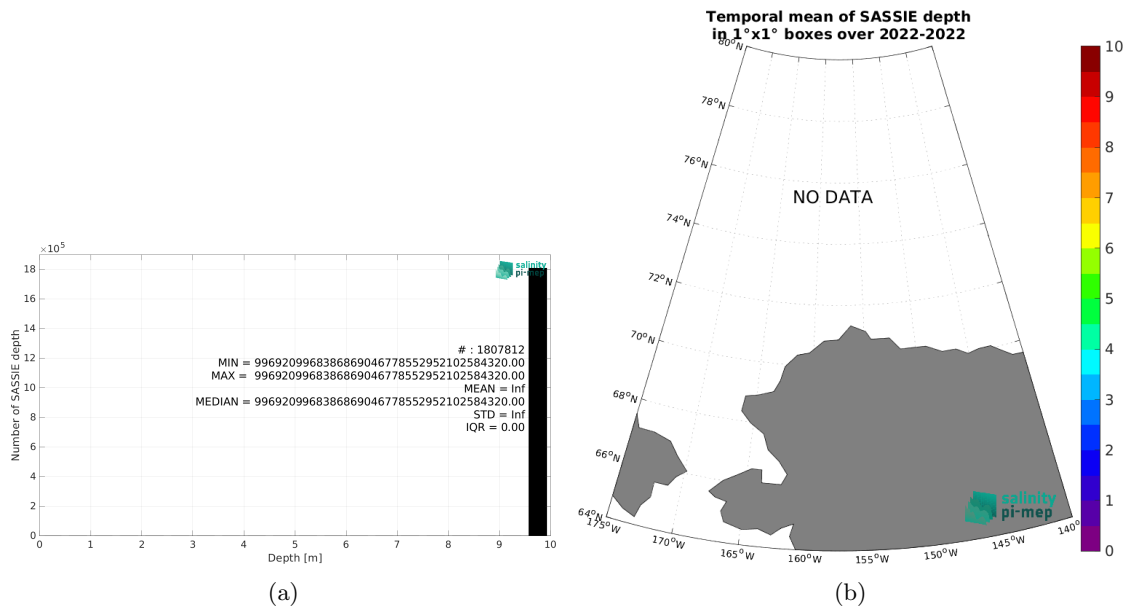 ×10⁵
18
16
14
12
10
8
6
4
2
0
Number of SASSIE depth
salinity
pi-mep
# : 1807812
MIN = 9969209968386869046778552952102584320.00
MAX = 9969209968386869046778552952102584320.00
MEAN = Inf
MEDIAN = 9969209968386869046778552952102584320.00
STD = Inf
IQR = 0.00
0 1 2 3 4 5 6 7 8 9 10
Depth [m]
(a)
Temporal mean of SASSIE depth
in 1°x1° boxes over 2022-2022
80°N
78°N
76°N
74°N
72°N
70°N
68°N
66°N
64°N
NO DATA
175°W
170°W
165°W
160°W
155°W
150°W
145°W
salinity
pi-mep
10
9
8
7
6
5
4
3
2
1
0
(b)